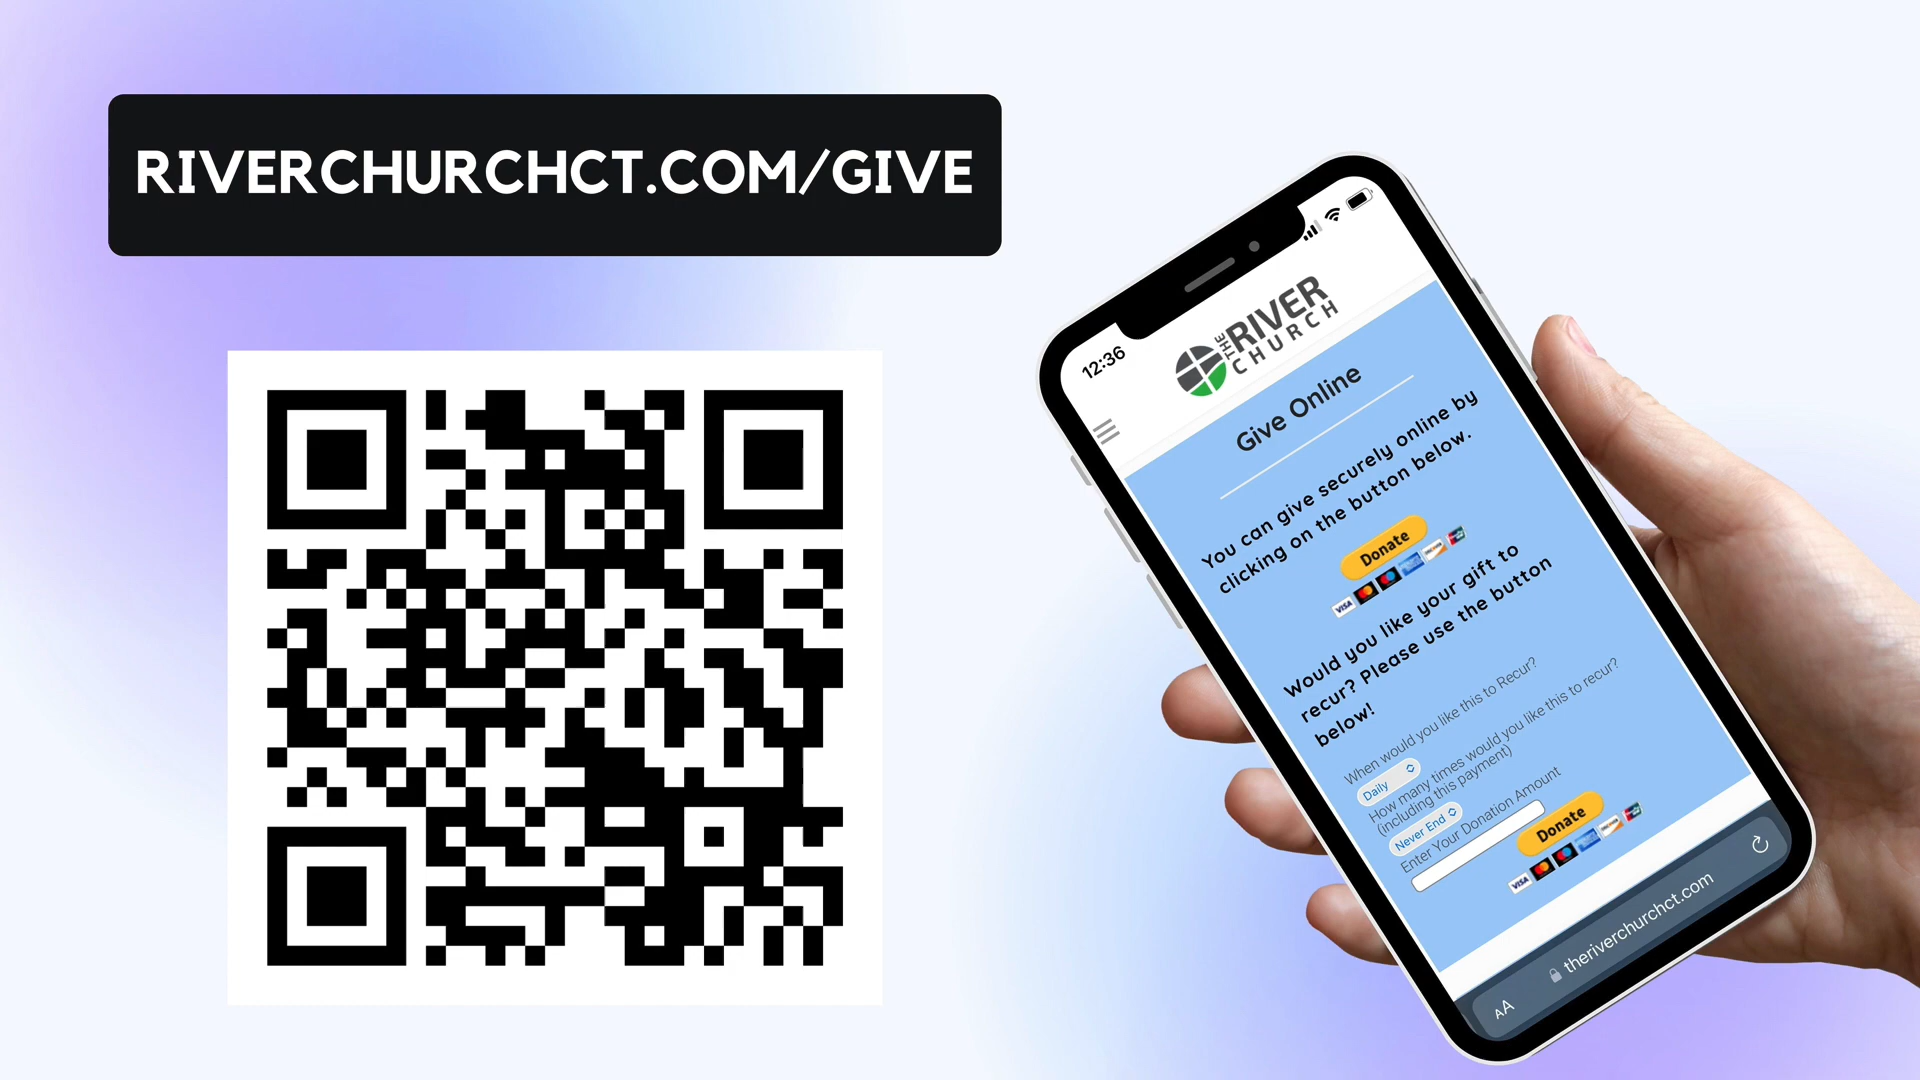 RIVERCHURCHCT.COM/GIVE
12:36
THE RIVER
CHURCH
Give Online
You can give securely online by
clicking on the button below.
Donate
VISA
Would you like your gift to
recur? Please use the button
below!
When would you like this to Recur?
Daily
How many times would you like this to recur?
(including this payment)
Never End
Enter Your Donation Amount
Donate
VISA
AA
theriverchurchct.com